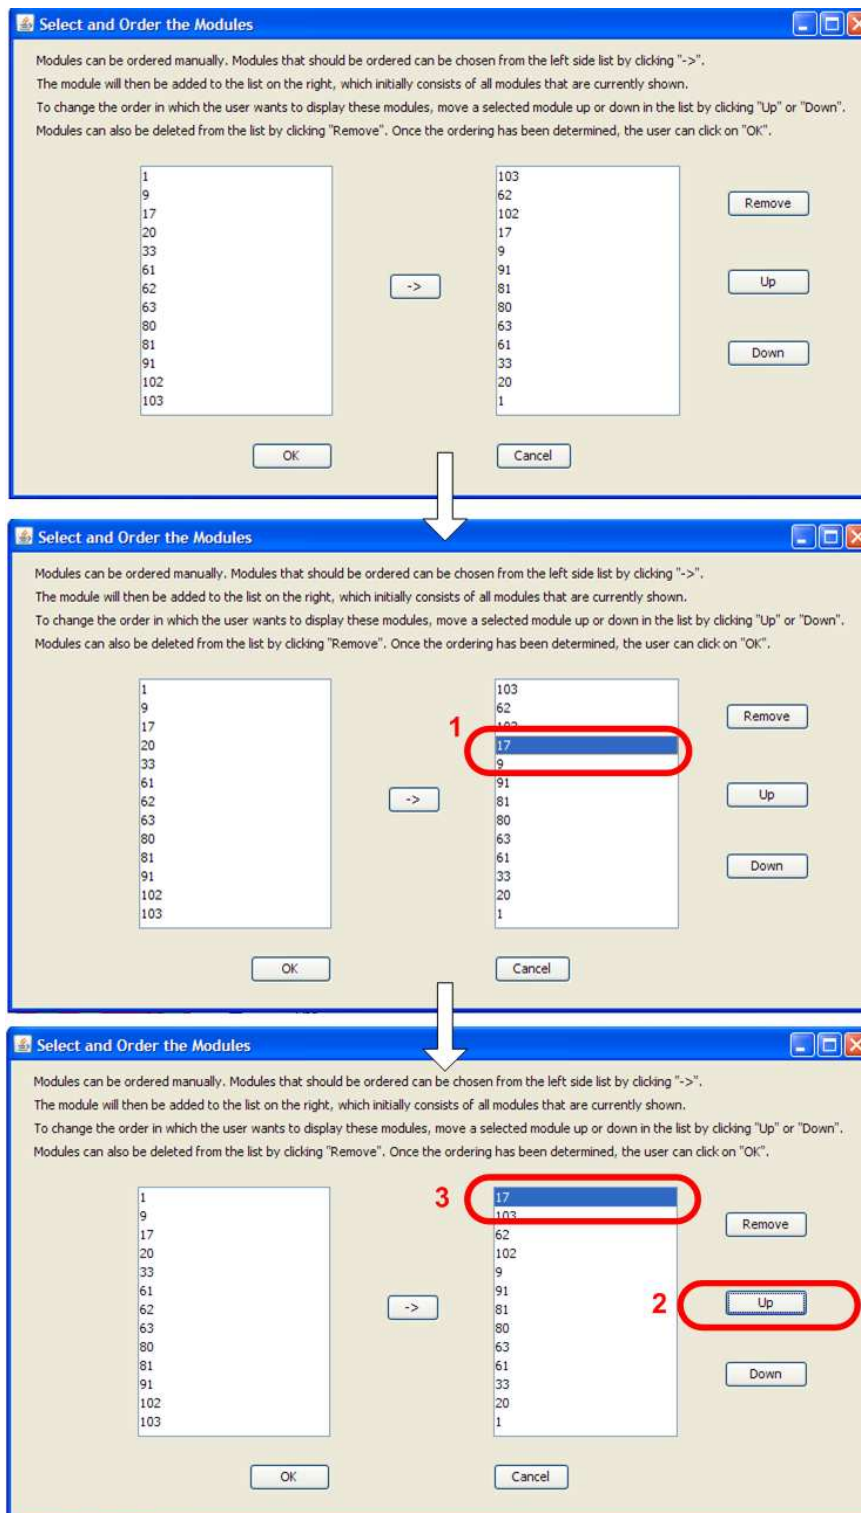 Select and Order the Modules
Modules can be ordered manually. Modules that should be ordered can be chosen from the left side list by clicking "->".
The module will then be added to the list on the right, which initially consists of all modules that are currently shown.
To change the order in which the user wants to display these modules, move a selected module up or down in the list by clicking "Up" or "Down".
Modules can also be deleted from the list by clicking "Remove". Once the ordering has been determined, the user can click on "OK".
1
9
17
20
33
61
62
63
80
81
91
102
103
->
103
62
102
17
9
91
81
80
63
61
33
20
1
Remove
Up
Down
OK
Cancel
Select and Order the Modules
Modules can be ordered manually. Modules that should be ordered can be chosen from the left side list by clicking "->".
The module will then be added to the list on the right, which initially consists of all modules that are currently shown.
To change the order in which the user wants to display these modules, move a selected module up or down in the list by clicking "Up" or "Down".
Modules can also be deleted from the list by clicking "Remove". Once the ordering has been determined, the user can click on "OK".
1
9
17
20
33
61
62
63
80
81
91
102
103
->
1
103
62
102
17
9
91
81
80
63
61
33
20
1
Remove
Up
Down
OK
Cancel
Select and Order the Modules
Modules can be ordered manually. Modules that should be ordered can be chosen from the left side list by clicking "->".
The module will then be added to the list on the right, which initially consists of all modules that are currently shown.
To change the order in which the user wants to display these modules, move a selected module up or down in the list by clicking "Up" or "Down".
Modules can also be deleted from the list by clicking "Remove". Once the ordering has been determined, the user can click on "OK".
1
9
17
20
33
61
62
63
80
81
91
102
103
->
3
17
103
62
102
9
91
81
80
63
61
33
20
1
Remove
2
Up
Down
OK
Cancel